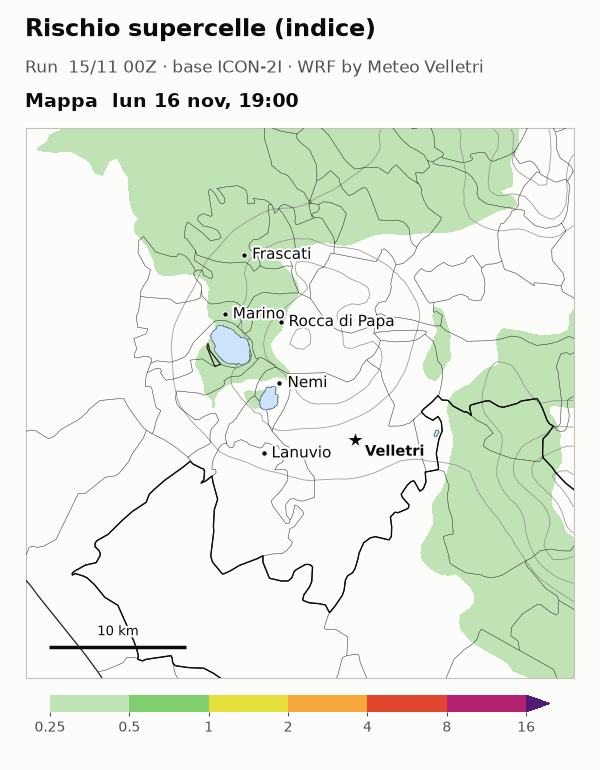 Rischio supercelle (indice)
Run 15/11 00Z · base ICON-2I · WRF by Meteo Velletri
Mappa lun 16 nov, 19:00
Frascati
Marino
Rocca di Papa
Nemi
Velletri
Lanuvio
10 km
0.25 0.5 1 2 4 8 16